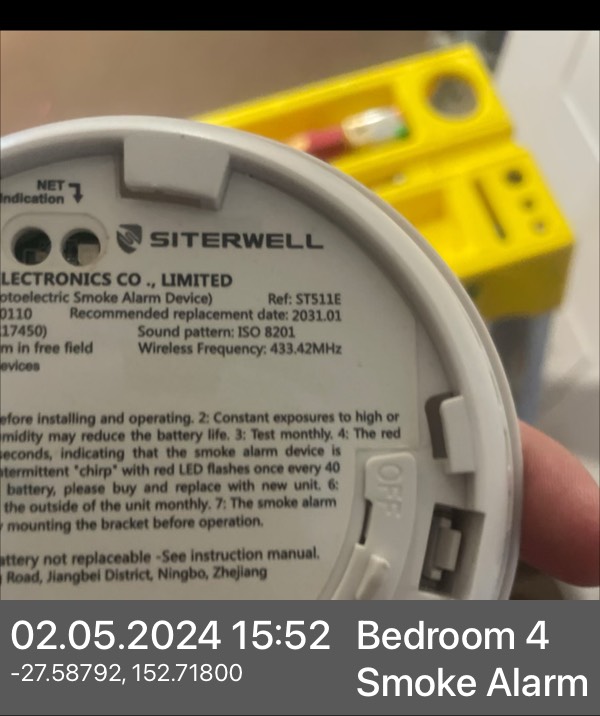 NET
Indication
SITERWELL
LECTRONICS CO ., LIMITED
otoelectric Smoke Alarm Device) Ref: ST511E
0110 Recommended replacement date: 2031.01
17450) Sound pattern: ISO 8201
m in free field Wireless Frequency: 433.42MHz
evices
efore installing and operating. 2: Constant exposures to high or
midity may reduce the battery life. 3: Test monthly. 4: The red
seconds, indicating that the smoke alarm device is
ntermittent "chirp" with red LED flashes once every 40
battery, please buy and replace with new unit. 6:
the outside of the unit monthly. 7: The smoke alarm
mounting the bracket before operation.
OFF
attery not replaceable -See instruction manual.
Road, Jiangbei District, Ningbo, Zhejiang
02.05.2024 15:52
-27.58792, 152.71800
Bedroom 4
Smoke Alarm